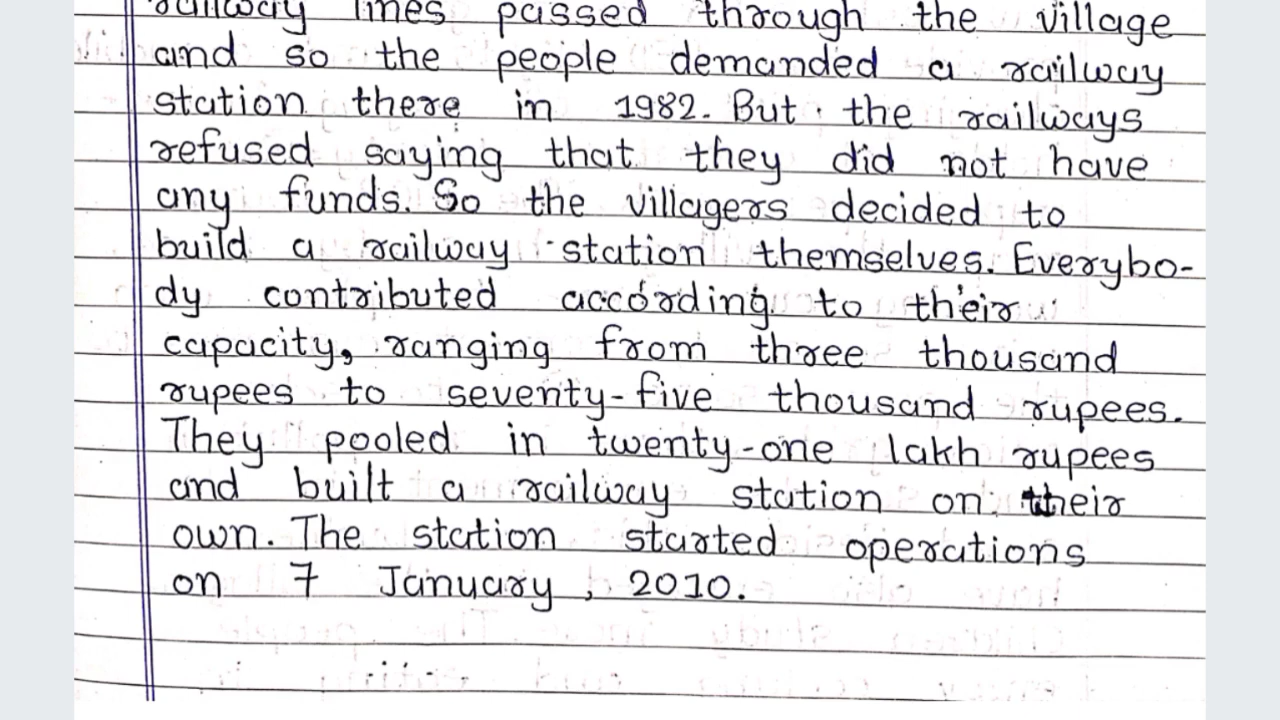 railway lines passed through the village
and so the people demanded a railway
station there in 1982. But the railways
refused saying that they did not have
any funds. So the villagers decided to
build a railway station themselves. Everybo-
dy contributed according to their
capacity, ranging from three thousand
rupees to seventy-five thousand rupees.
They pooled in twenty-one lakh rupees
and built a railway station on their
own. The station started operations
on 7 January, 2010.